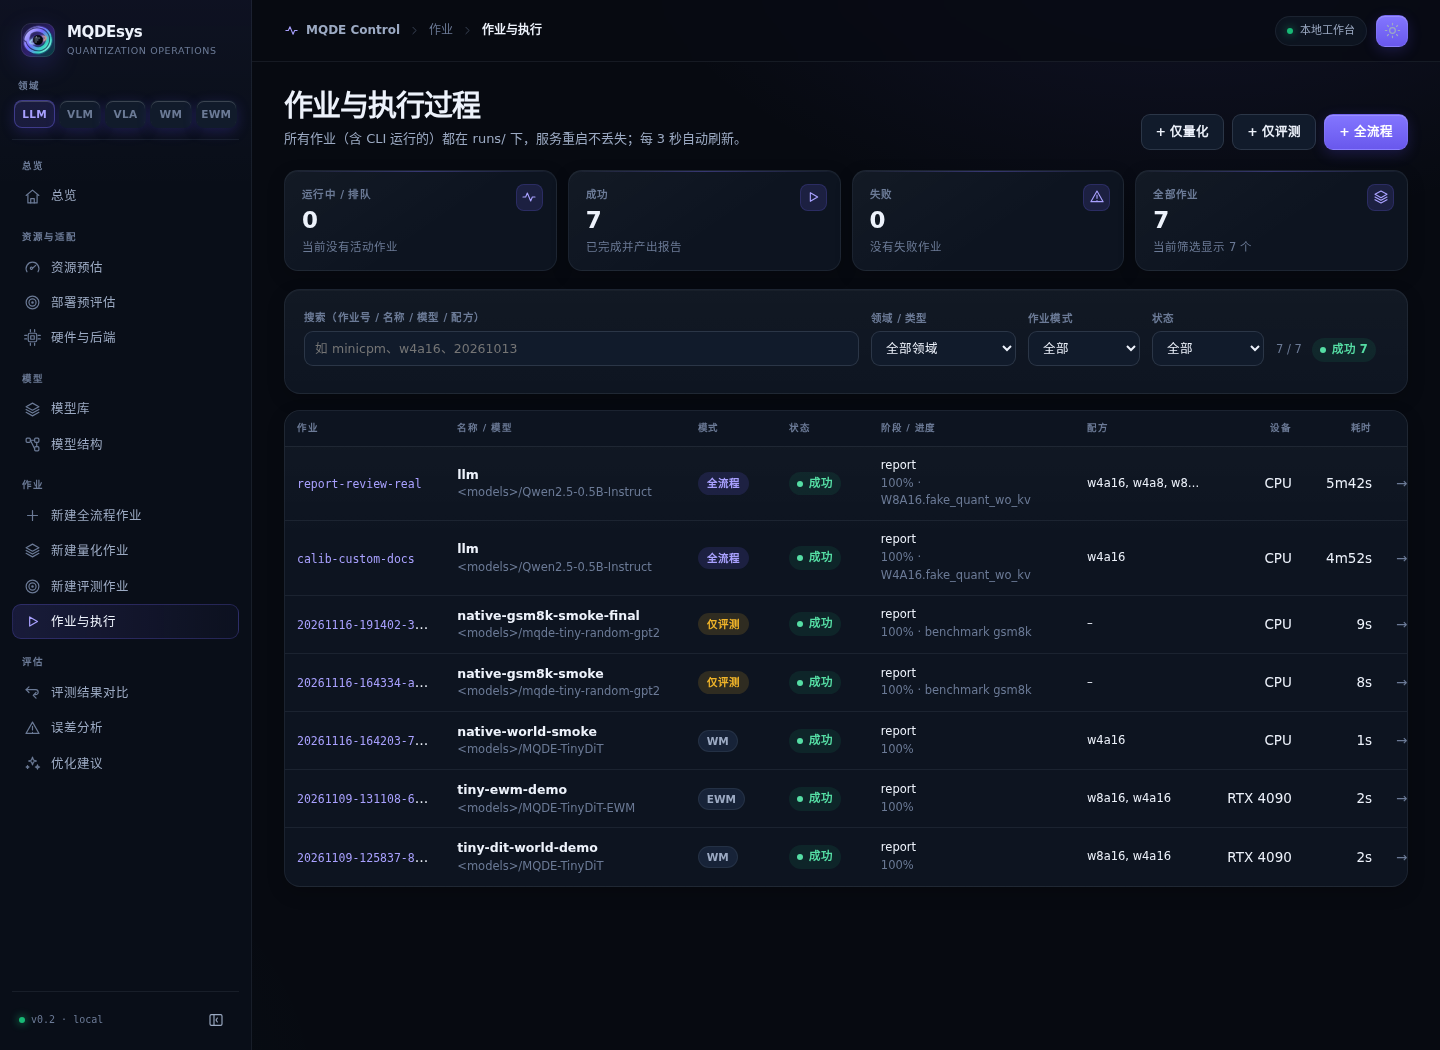 MQDEsys
QUANTIZATION OPERATIONS
领域
LLM VLM VLA WM EWM
总览
总览
资源与适配
资源预估
部署预评估
硬件与后端
模型
模型库
模型结构
作业
新建全流程作业
新建量化作业
新建评测作业
作业与执行
评估
评测结果对比
误差分析
优化建议
v0.2 · local
MQDE Control › 作业 › 作业与执行
本地工作台
作业与执行过程
所有作业（含 CLI 运行的）都在 runs/ 下，服务重启不丢失；每 3 秒自动刷新。
+ 仅量化 + 仅评测 + 全流程
运行中 / 排队
0
当前没有活动作业
成功
7
已完成并产出报告
失败
0
没有失败作业
全部作业
7
当前筛选显示 7 个
搜索（作业号 / 名称 / 模型 / 配方） 领域 / 类型 作业模式 状态
如 minicpm、w4a16、20261013 全部领域 全部 全部 7 / 7 成功 7
作业 名称 / 模型 模式 状态 阶段 / 进度 配方 设备 耗时
report-review-real llm <models>/Qwen2.5-0.5B-Instruct 全流程 成功 report 100% · W8A16.fake_quant_wo_kv w4a16, w4a8, w8... CPU 5m42s →
calib-custom-docs llm <models>/Qwen2.5-0.5B-Instruct 全流程 成功 report 100% · W4A16.fake_quant_wo_kv w4a16 CPU 4m52s →
20261116-191402-3... native-gsm8k-smoke-final <models>/mqde-tiny-random-gpt2 仅评测 成功 report 100% · benchmark gsm8k – CPU 9s →
20261116-164334-a... native-gsm8k-smoke <models>/mqde-tiny-random-gpt2 仅评测 成功 report 100% · benchmark gsm8k – CPU 8s →
20261116-164203-7... native-world-smoke <models>/MQDE-TinyDiT WM 成功 report 100% w4a16 CPU 1s →
20261109-131108-6... tiny-ewm-demo <models>/MQDE-TinyDiT-EWM EWM 成功 report 100% w8a16, w4a16 RTX 4090 2s →
20261109-125837-8... tiny-dit-world-demo <models>/MQDE-TinyDiT WM 成功 report 100% w8a16, w4a16 RTX 4090 2s →